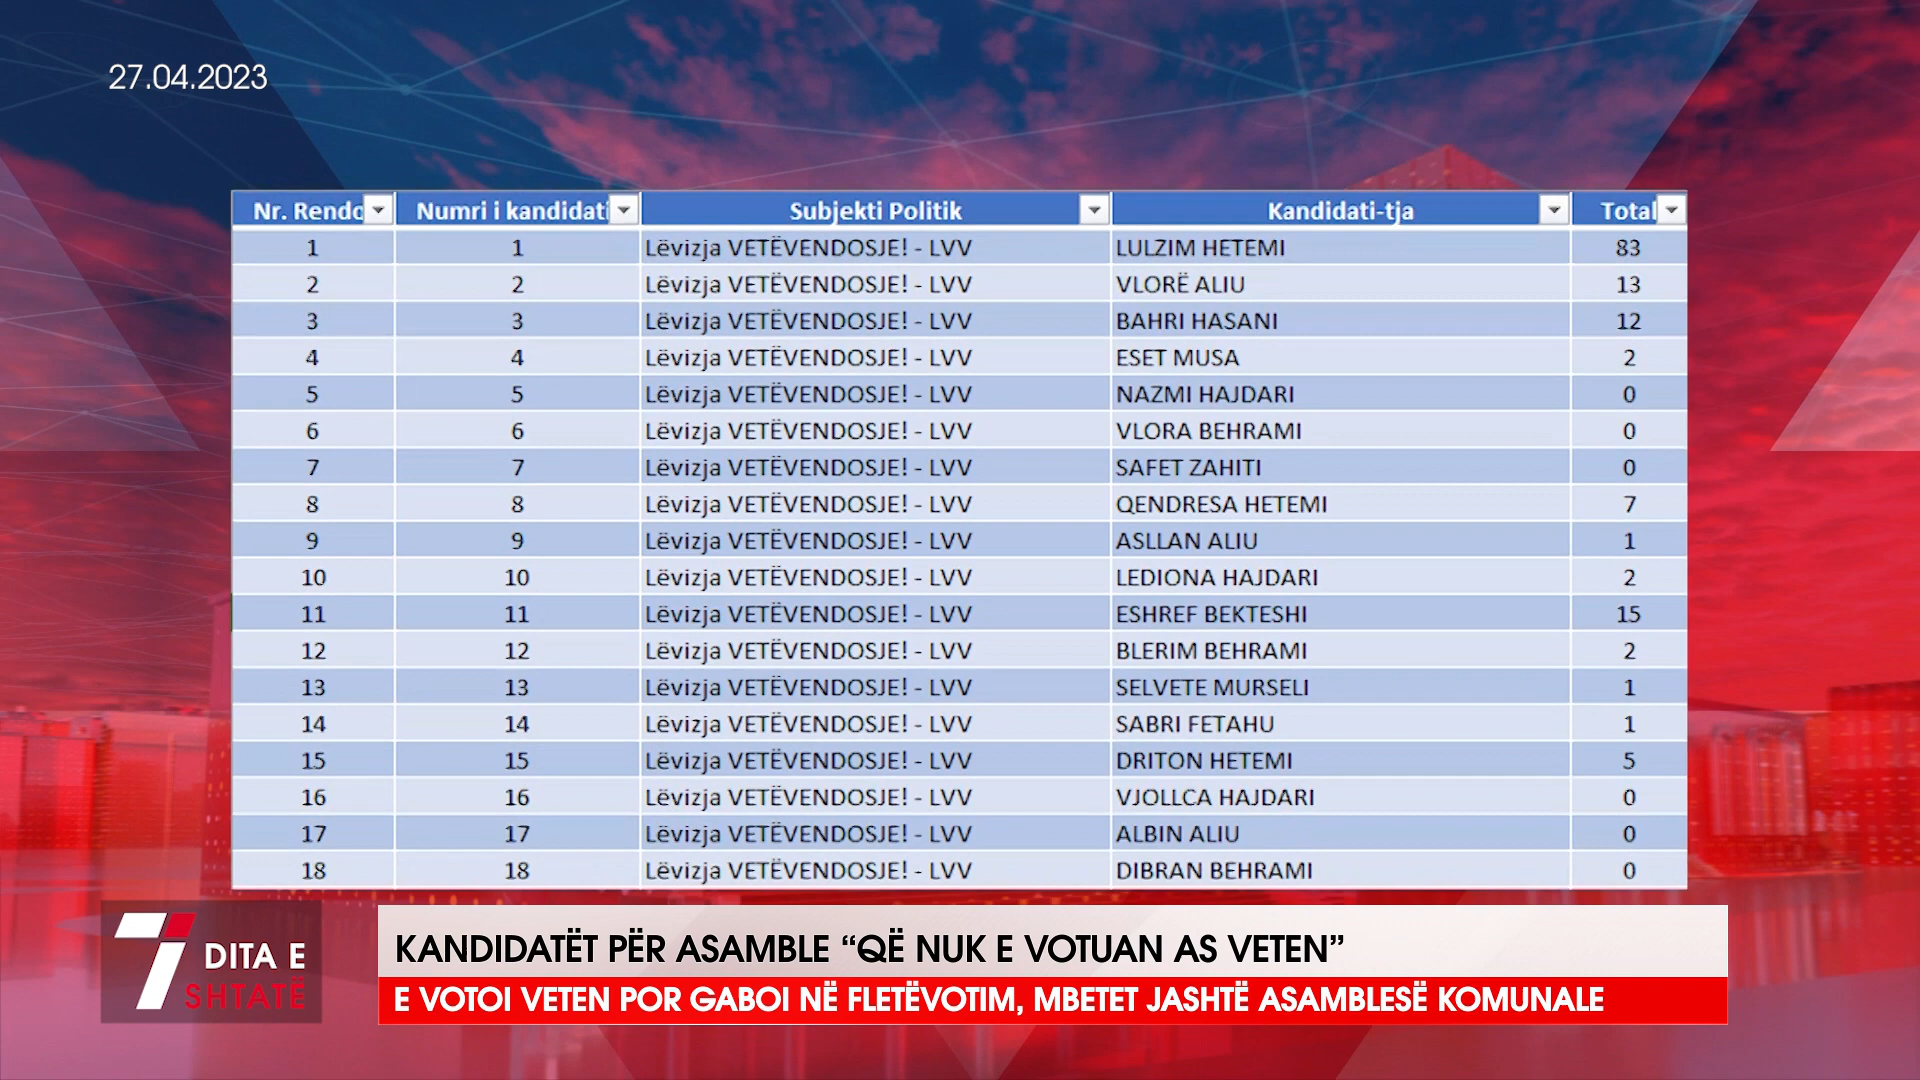 27.04.2023
Nr. Rendo Numri i kandidati Subjekti Politik Kandidati-tja Total
1 1 Lëvizja VETËVENDOSJE! - LVV LULZIM HETEMI 83
2 2 Lëvizja VETËVENDOSJE! - LVV VLORË ALIU 13
3 3 Lëvizja VETËVENDOSJE! - LVV BAHRI HASANI 12
4 4 Lëvizja VETËVENDOSJE! - LVV ESET MUSA 2
5 5 Lëvizja VETËVENDOSJE! - LVV NAZMI HAJDARI 0
6 6 Lëvizja VETËVENDOSJE! - LVV VLORA BEHRAMI 0
7 7 Lëvizja VETËVENDOSJE! - LVV SAFET ZAHITI 0
8 8 Lëvizja VETËVENDOSJE! - LVV QENDRESA HETEMI 7
9 9 Lëvizja VETËVENDOSJE! - LVV ASLLAN ALIU 1
10 10 Lëvizja VETËVENDOSJE! - LVV LEDIONA HAJDARI 2
11 11 Lëvizja VETËVENDOSJE! - LVV ESHREF BEKTESHI 15
12 12 Lëvizja VETËVENDOSJE! - LVV BLERIM BEHRAMI 2
13 13 Lëvizja VETËVENDOSJE! - LVV SELVETE MURSELI 1
14 14 Lëvizja VETËVENDOSJE! - LVV SABRI FETAHU 1
15 15 Lëvizja VETËVENDOSJE! - LVV DRITON HETEMI 5
16 16 Lëvizja VETËVENDOSJE! - LVV VJOLLCA HAJDARI 0
17 17 Lëvizja VETËVENDOSJE! - LVV ALBIN ALIU 0
18 18 Lëvizja VETËVENDOSJE! - LVV DIBRAN BEHRAMI 0
7 DITA E
SHTATË
KANDIDATËT PËR ASAMBLE “QË NUK E VOTUAN AS VETEN”
E VOTOI VETEN POR GABOI NË FLETËVOTIM, MBETET JASHTË ASAMBLESË KOMUNALE